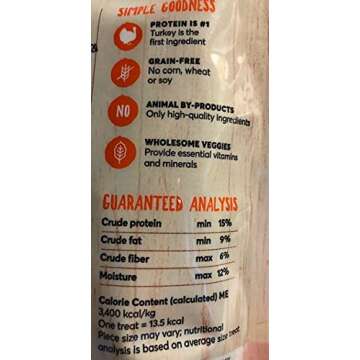 SIMPLE GOODNESS
PROTEIN IS #1
Turkey is the
first ingredient
GRAIN-FREE
No corn, wheat
or soy
NO
ANIMAL BY-PRODUCTS
Only high-quality ingredients
WHOLESOME VEGGIES
Provide essential vitamins
and minerals
GUARANTEED ANALYSIS
Crude protein min 15%
Crude fat min 9%
Crude fiber max 6%
Moisture max 12%
Calorie Content (calculated) ME
3,400 kcal/kg
One treat = 13.5 kcal
Piece size may vary; nutritional
analysis is based on average size treat